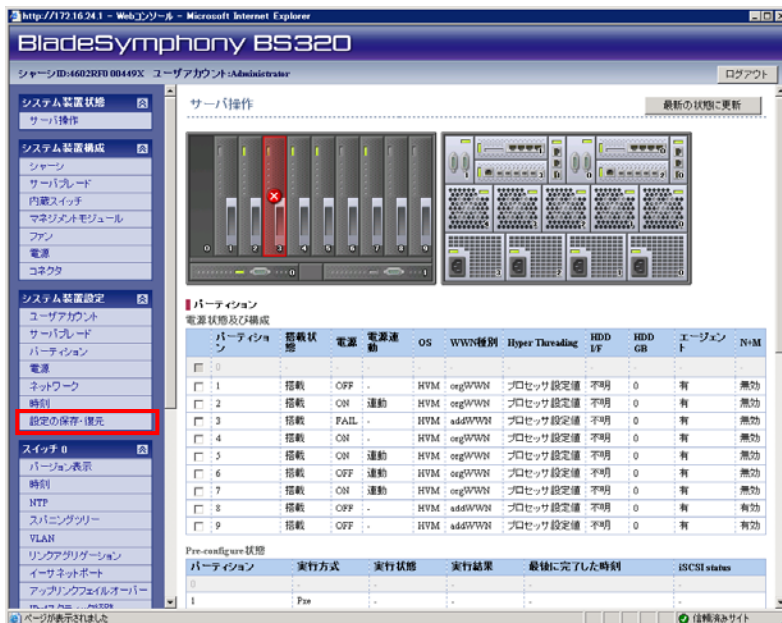 http://172.16.24.1 - Webコンソール - Microsoft Internet Explorer
BladeSymphony BS320
シャーシID:4602RF0 00449X ユーザアカウント:Administrator
ログアウト
システム装置状態
サーバ操作
システム装置構成
シャーシ
サーバブレード
内蔵スイッチ
マネジメントモジュール
ファン
電源
コネクタ
システム装置設定
ユーザアカウント
サーバブレード
パーティション
電源
ネットワーク
時刻
設定の保存・復元
スイッチ 0
バージョン表示
時刻
NTP
スパニングツリー
VLAN
リンクアグリゲーション
イーサネットポート
アップリンクフェイルオーバー
サーバ操作
最新の状態に更新
0 1 2 3 4 5 6 7 8 9
0 1
パーティション
電源状態及び構成
パーティション 搭載状態 電源 電源連動 OS WWN種別 Hyper Threading HDD I/F HDD GB エージェント N+M
0 - - - - - - - - - -
1 搭載 OFF - HVM orgWWN プロセッサ設定値 不明 0 有 無効
2 搭載 ON 連動 HVM orgWWN プロセッサ設定値 不明 0 有 無効
3 搭載 FAIL - HVM addWWN プロセッサ設定値 不明 0 有 無効
4 搭載 ON - HVM orgWWN プロセッサ設定値 不明 0 有 無効
5 搭載 ON 連動 HVM orgWWN プロセッサ設定値 不明 0 有 無効
6 搭載 OFF 連動 HVM orgWWN プロセッサ設定値 不明 0 有 無効
7 搭載 ON 連動 HVM orgWWN プロセッサ設定値 不明 0 有 無効
8 搭載 OFF - HVM addWWN プロセッサ設定値 不明 0 有 有効
9 搭載 OFF - HVM addWWN プロセッサ設定値 不明 0 有 有効
Pre-configure状態
パーティション 実行方式 実行状態 実行結果 最後に完了した時刻 iSCSI status
0 - - - -
1 Pre - - - -
ページが表示されました
信頼済みサイト